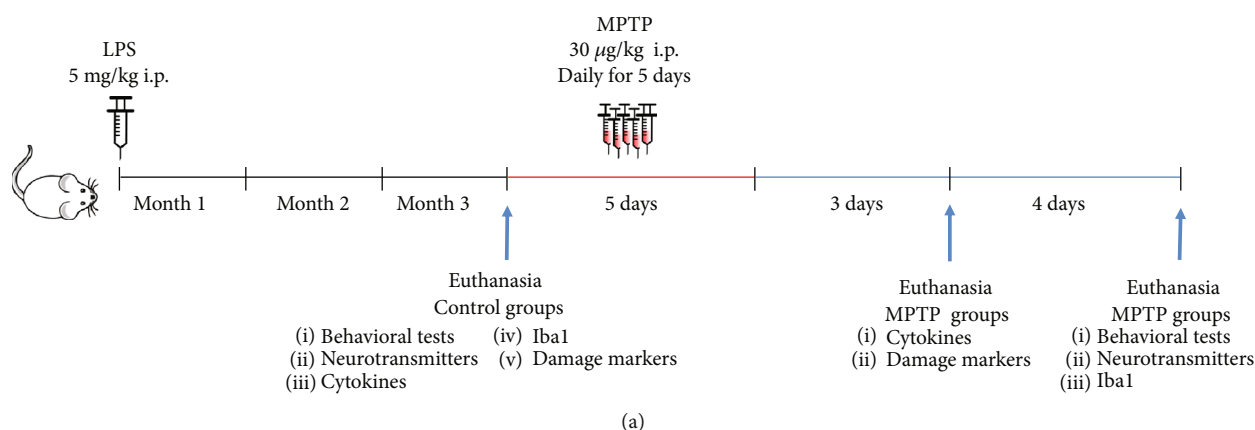 LPS
5 mg/kg i.p.
MPTP
30 μg/kg i.p.
Daily for 5 days
Month 1
Month 2
Month 3
5 days
3 days
4 days
Euthanasia
Control groups
(i) Behavioral tests
(ii) Neurotransmitters
(iii) Cytokines
(iv) Iba1
(v) Damage markers
Euthanasia
MPTP groups
(i) Cytokines
(ii) Damage markers
Euthanasia
MPTP groups
(i) Behavioral tests
(ii) Neurotransmitters
(iii) Iba1
(a)